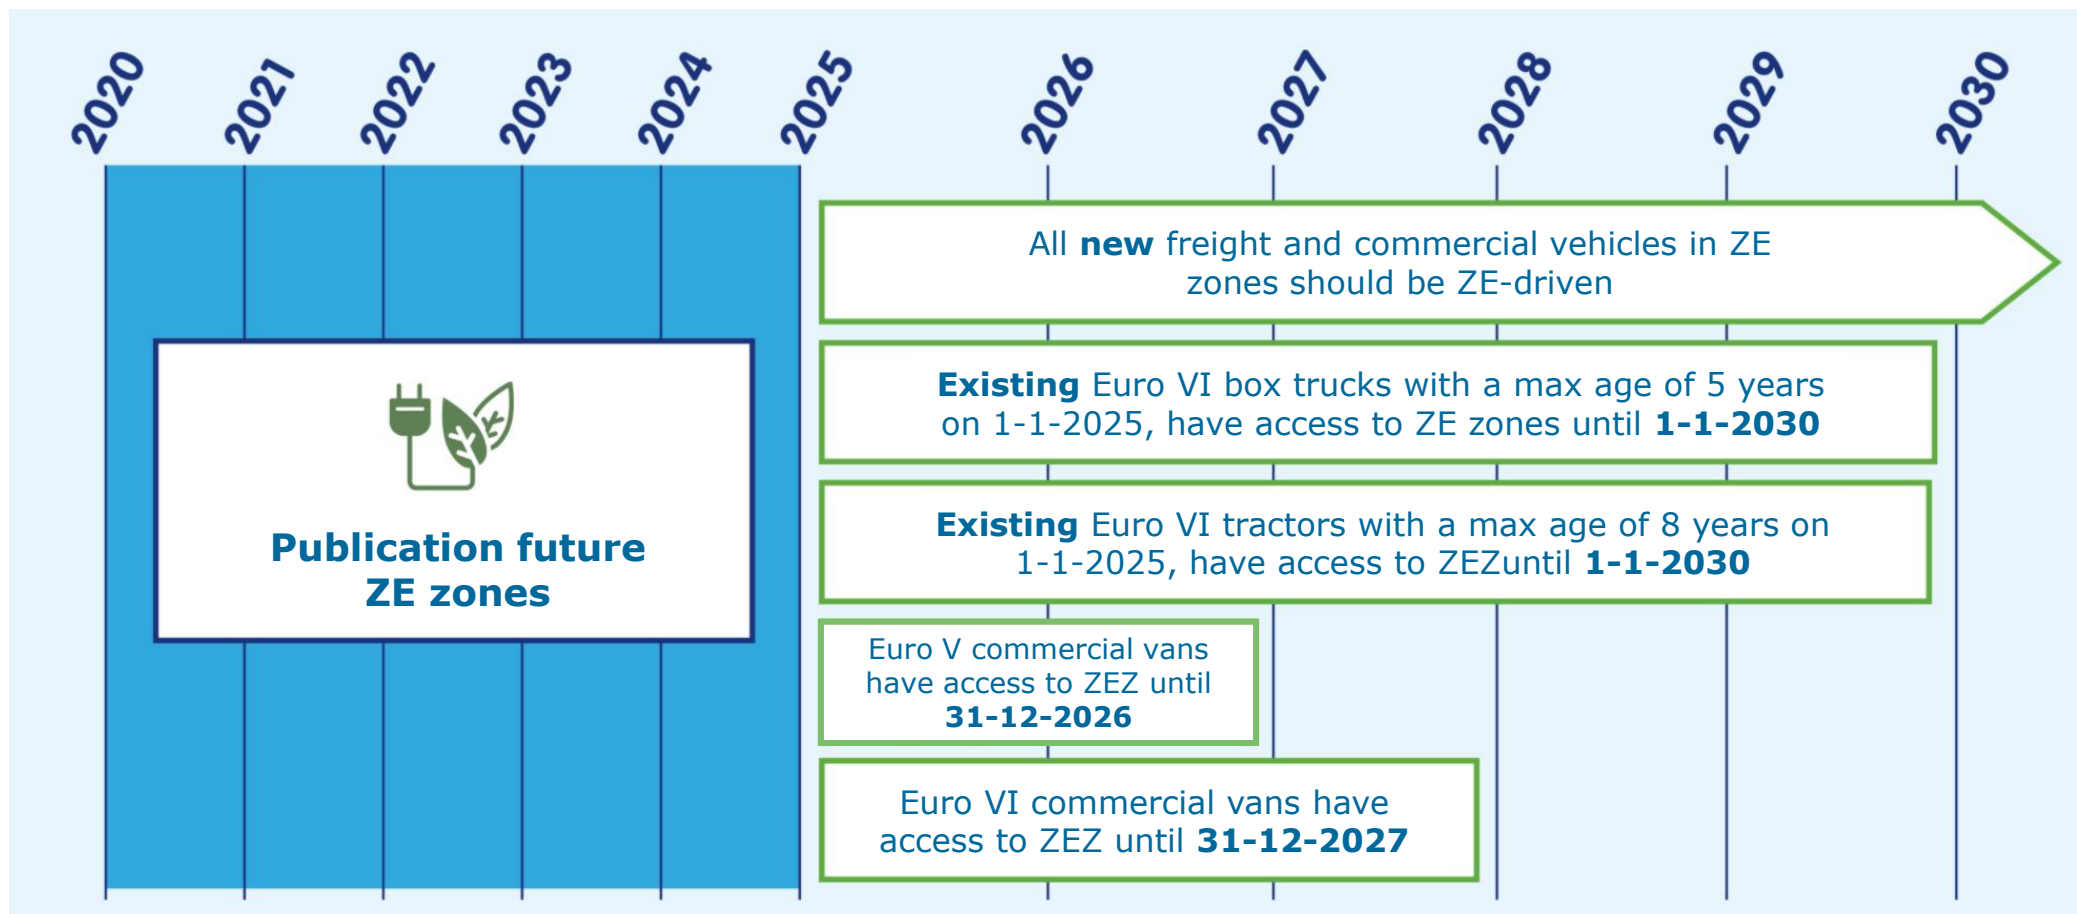 2020
2021
2022
2023
2024
2025
2026
2027
2028
2029
2030
All new freight and commercial vehicles in ZE
zones should be ZE-driven
Existing Euro VI box trucks with a max age of 5 years
on 1-1-2025, have access to ZE zones until 1-1-2030
Publication future
ZE zones
Existing Euro VI tractors with a max age of 8 years on
1-1-2025, have access to ZEZuntil 1-1-2030
Euro V commercial vans
have access to ZEZ until
31-12-2026
Euro VI commercial vans have
access to ZEZ until 31-12-2027